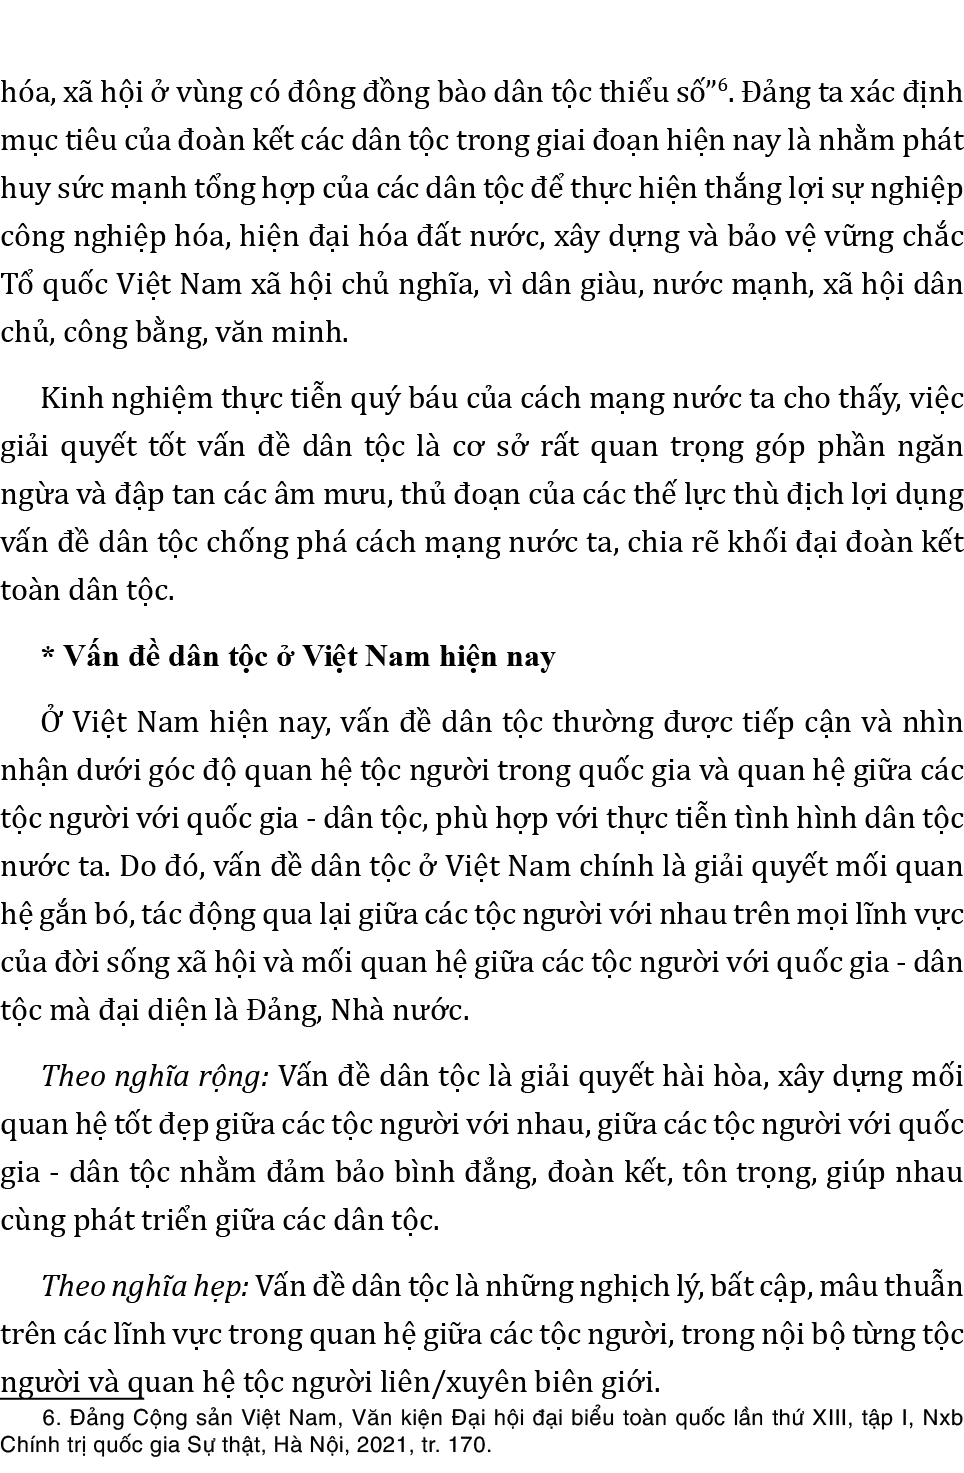 hóa, xã hội ở vùng có đông đồng bào dân tộc thiểu số”⁶. Đảng ta xác định
mục tiêu của đoàn kết các dân tộc trong giai đoạn hiện nay là nhằm phát
huy sức mạnh tổng hợp của các dân tộc để thực hiện thắng lợi sự nghiệp
công nghiệp hóa, hiện đại hóa đất nước, xây dựng và bảo vệ vững chắc
Tổ quốc Việt Nam xã hội chủ nghĩa, vì dân giàu, nước mạnh, xã hội dân
chủ, công bằng, văn minh.
Kinh nghiệm thực tiễn quý báu của cách mạng nước ta cho thấy, việc
giải quyết tốt vấn đề dân tộc là cơ sở rất quan trọng góp phần ngăn
ngừa và đập tan các âm mưu, thủ đoạn của các thế lực thù địch lợi dụng
vấn đề dân tộc chống phá cách mạng nước ta, chia rẽ khối đại đoàn kết
toàn dân tộc.
* Vấn đề dân tộc ở Việt Nam hiện nay
Ở Việt Nam hiện nay, vấn đề dân tộc thường được tiếp cận và nhìn
nhận dưới góc độ quan hệ tộc người trong quốc gia và quan hệ giữa các
tộc người với quốc gia - dân tộc, phù hợp với thực tiễn tình hình dân tộc
nước ta. Do đó, vấn đề dân tộc ở Việt Nam chính là giải quyết mối quan
hệ gắn bó, tác động qua lại giữa các tộc người với nhau trên mọi lĩnh vực
của đời sống xã hội và mối quan hệ giữa các tộc người với quốc gia - dân
tộc mà đại diện là Đảng, Nhà nước.
Theo nghĩa rộng: Vấn đề dân tộc là giải quyết hài hòa, xây dựng mối
quan hệ tốt đẹp giữa các tộc người với nhau, giữa các tộc người với quốc
gia - dân tộc nhằm đảm bảo bình đẳng, đoàn kết, tôn trọng, giúp nhau
cùng phát triển giữa các dân tộc.
Theo nghĩa hẹp: Vấn đề dân tộc là những nghịch lý, bất cập, mâu thuẫn
trên các lĩnh vực trong quan hệ giữa các tộc người, trong nội bộ từng tộc
người và quan hệ tộc người liên/xuyên biên giới.
6. Đảng Cộng sản Việt Nam, Văn kiện Đại hội đại biểu toàn quốc lần thứ XIII, tập I, Nxb
Chính trị quốc gia Sự thật, Hà Nội, 2021, tr. 170.